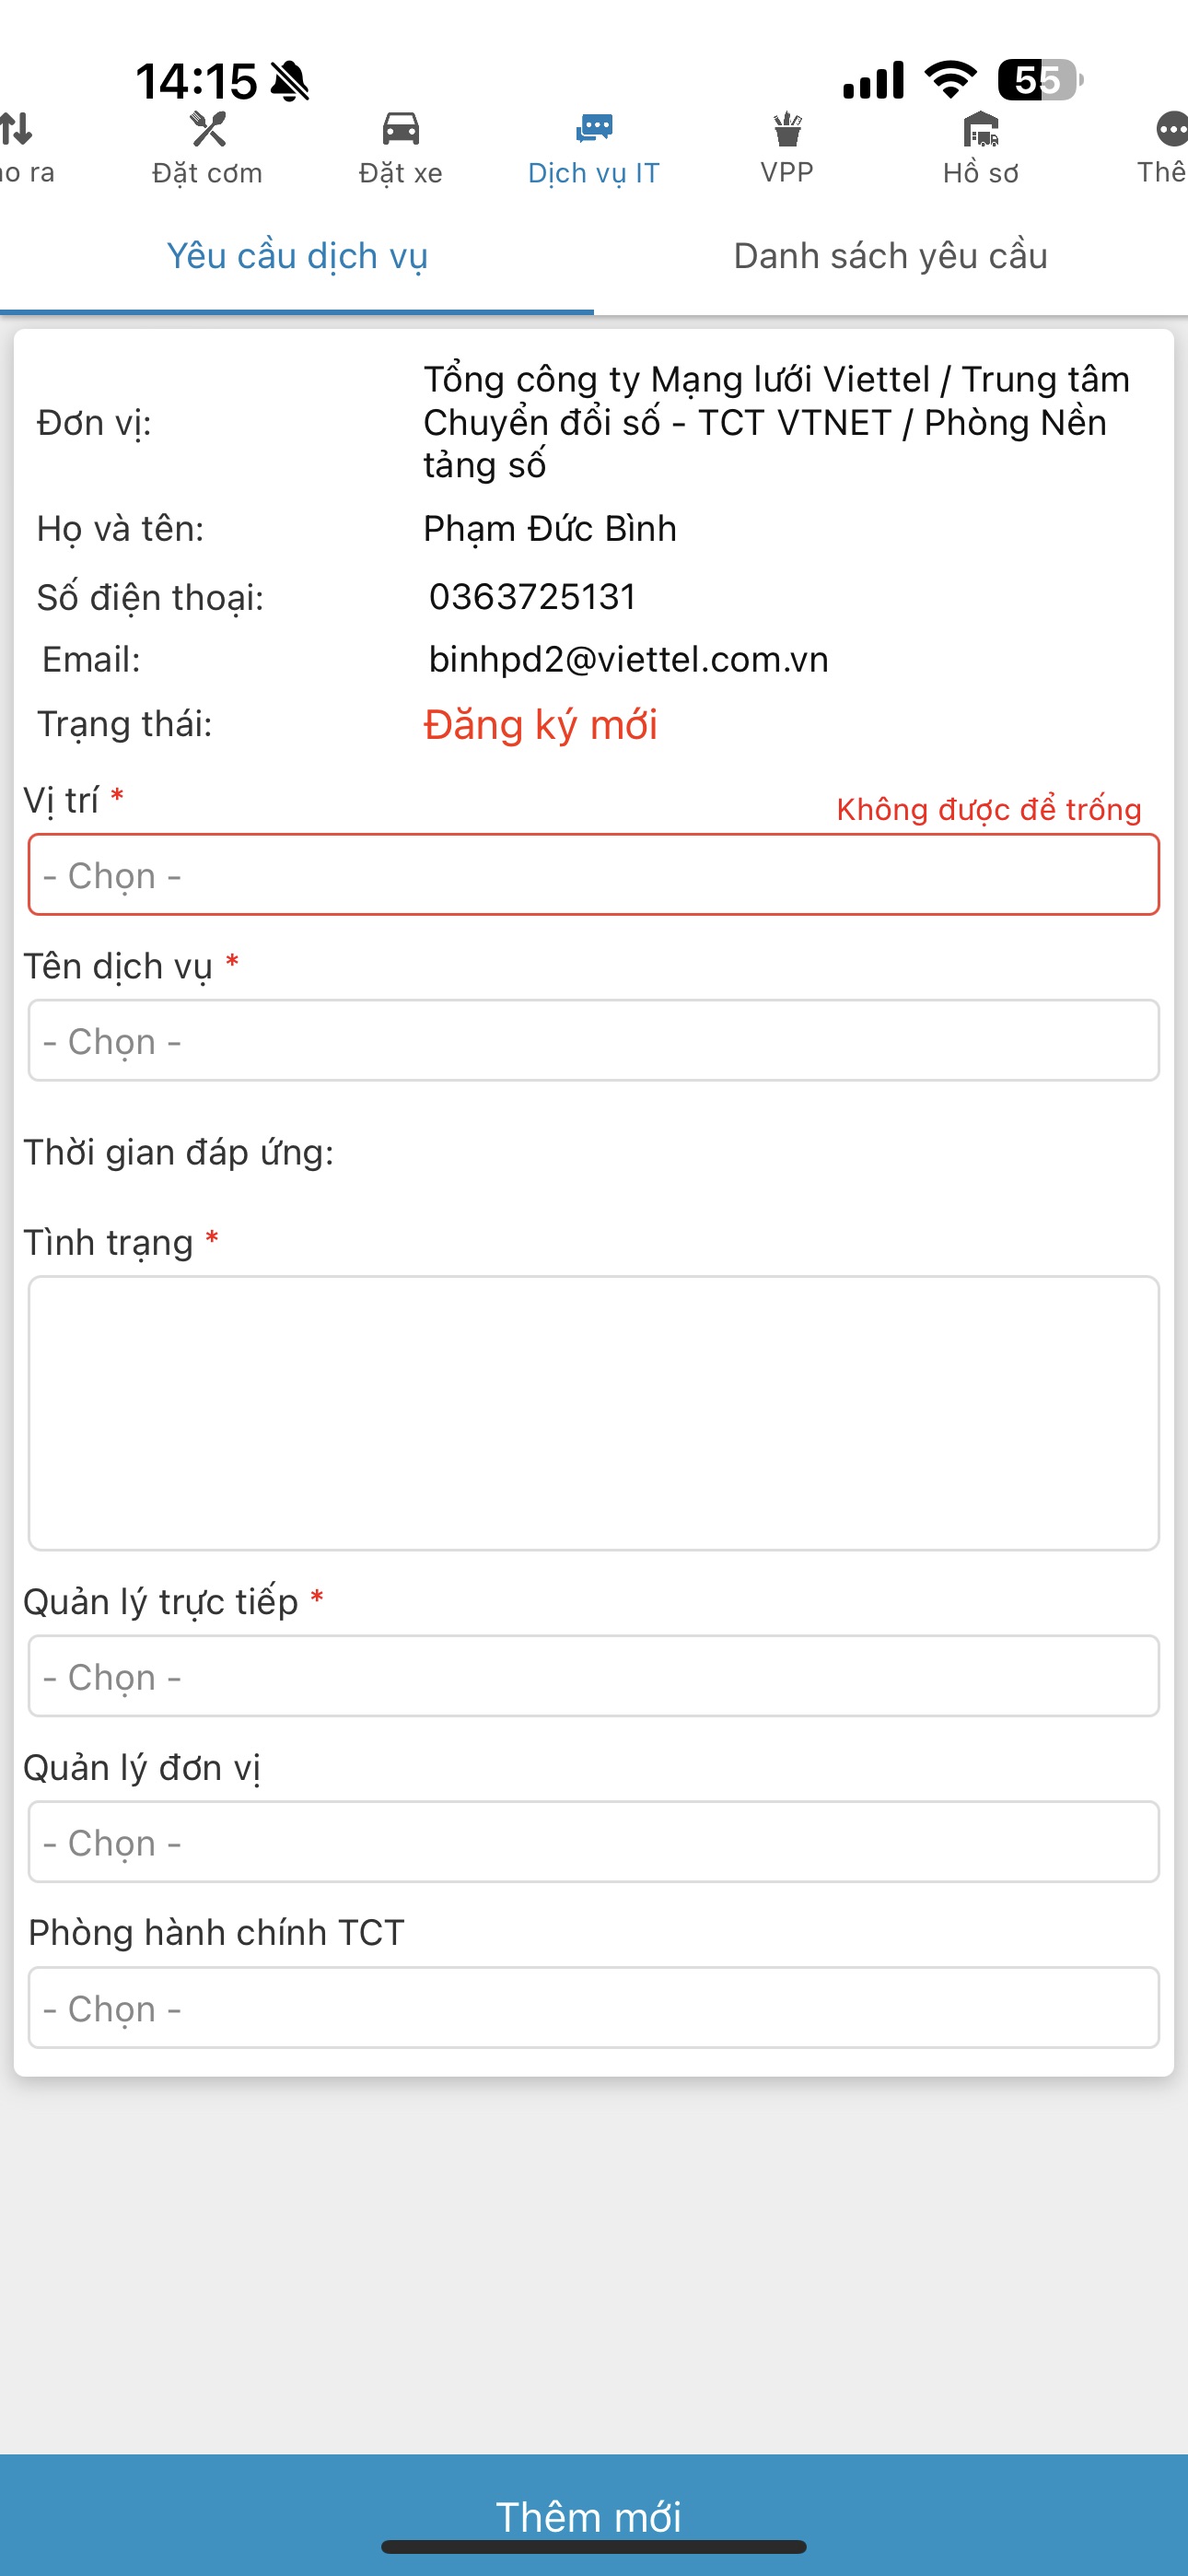 14:15
55
ào ra
Đặt cơm
Đặt xe
Dịch vụ IT
VPP
Hồ sơ
Thê
Yêu cầu dịch vụ
Danh sách yêu cầu
Đơn vị:
Tổng công ty Mạng lưới Viettel / Trung tâm
Chuyển đổi số - TCT VTNET / Phòng Nền
tảng số
Họ và tên:
Phạm Đức Bình
Số điện thoại:
0363725131
Email:
binhpd2@viettel.com.vn
Trạng thái:
Đăng ký mới
Vị trí *
Không được để trống
- Chọn -
Tên dịch vụ *
- Chọn -
Thời gian đáp ứng:
Tình trạng *
Quản lý trực tiếp *
- Chọn -
Quản lý đơn vị
- Chọn -
Phòng hành chính TCT
- Chọn -
Thêm mới